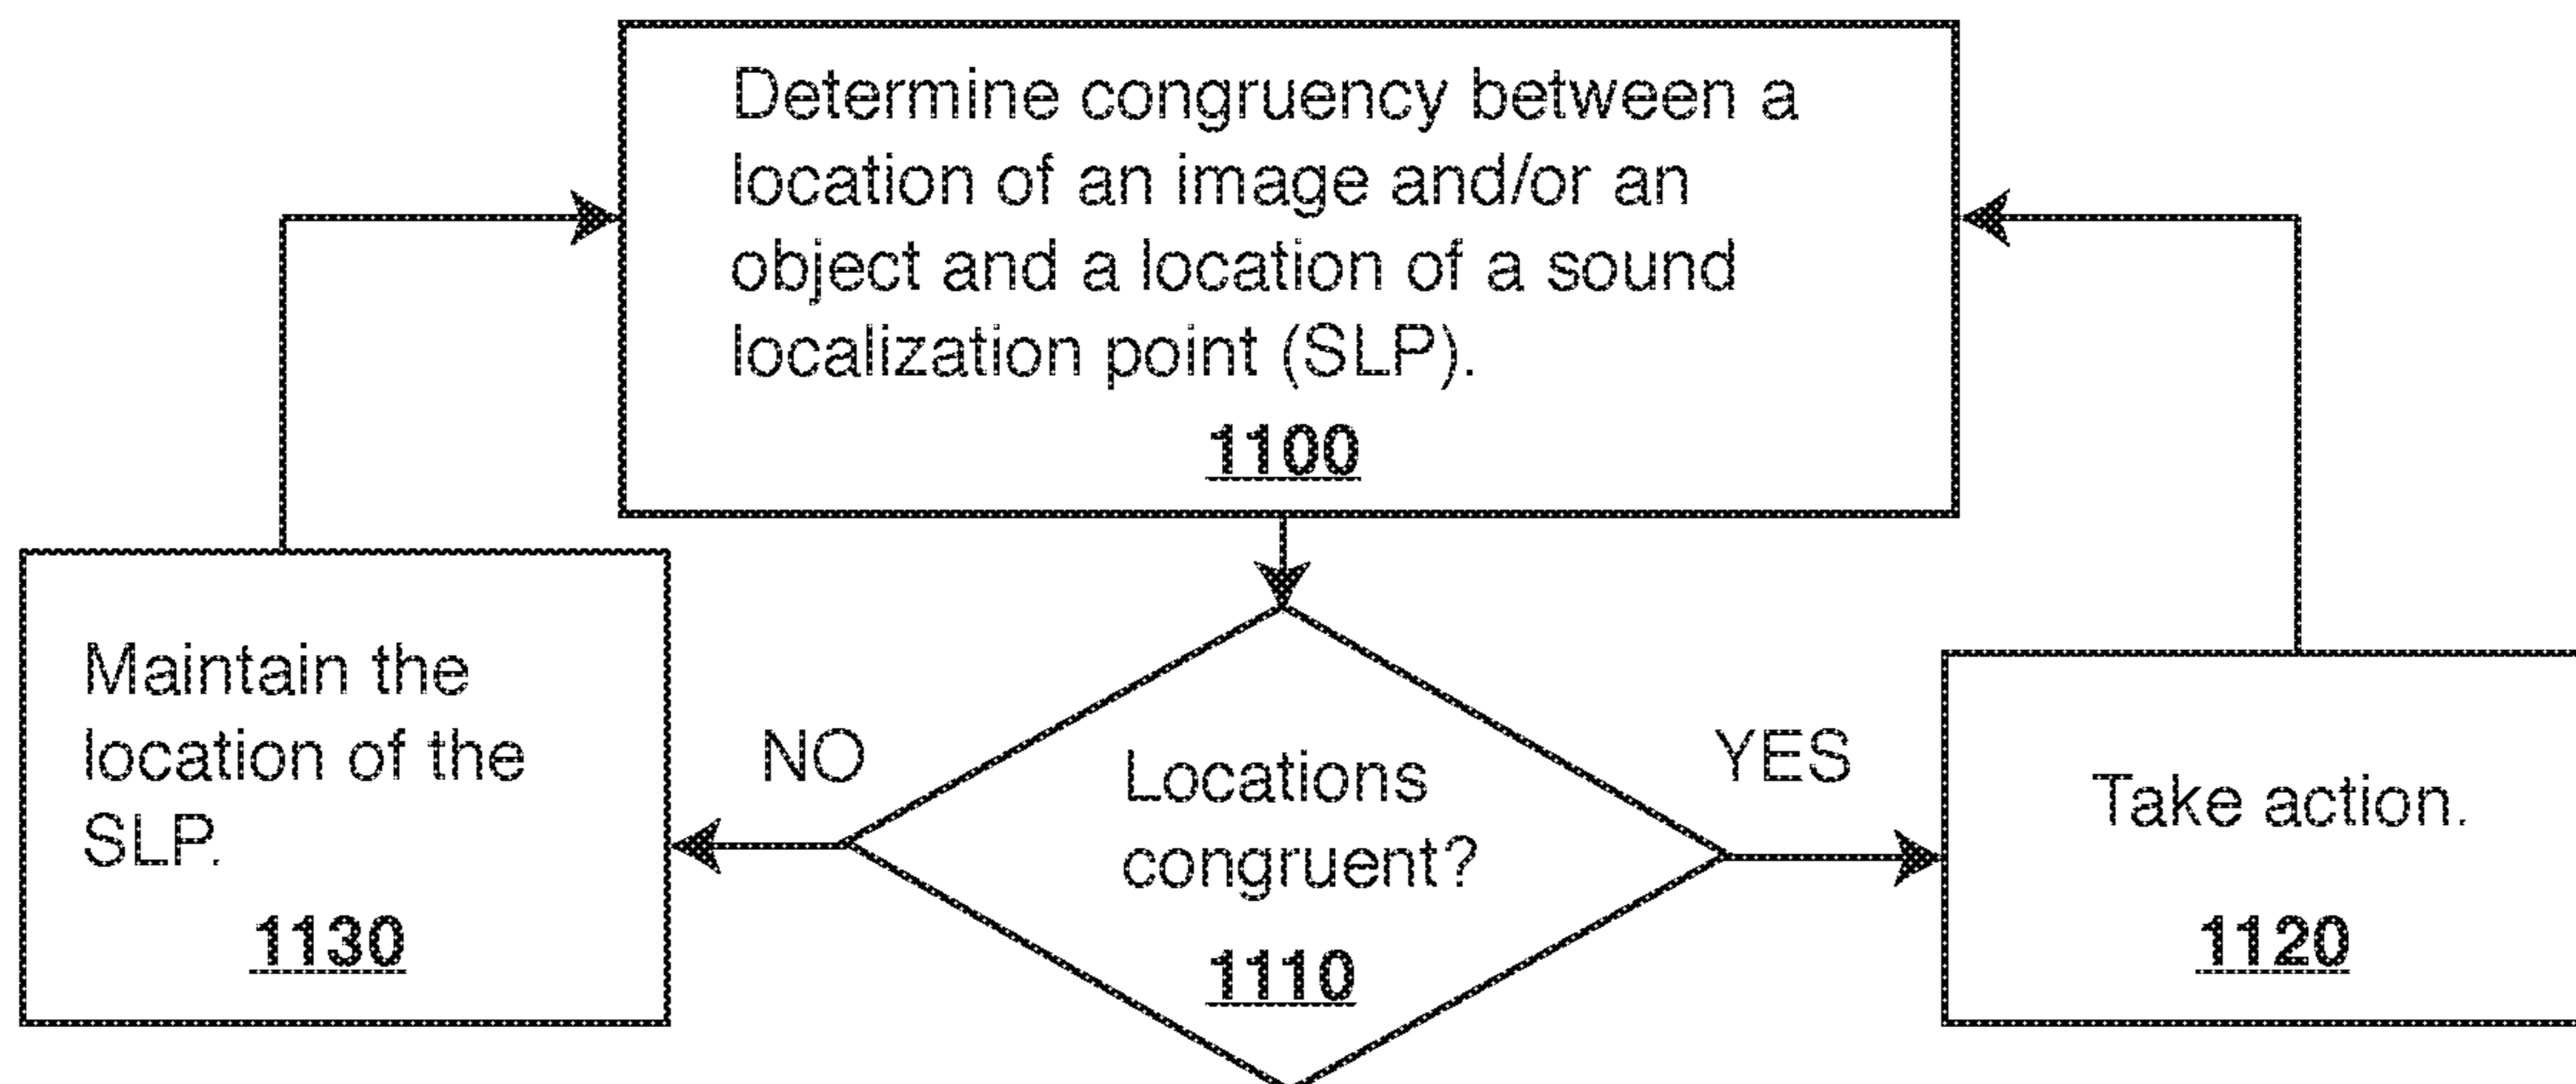 Determine congruency between a
location of an image and/or an
object and a location of a sound
localization point (SLP).
1100
Maintain the
location of the
SLP.
1130
NO
Locations
congruent?
1110
YES
Take action.
1120